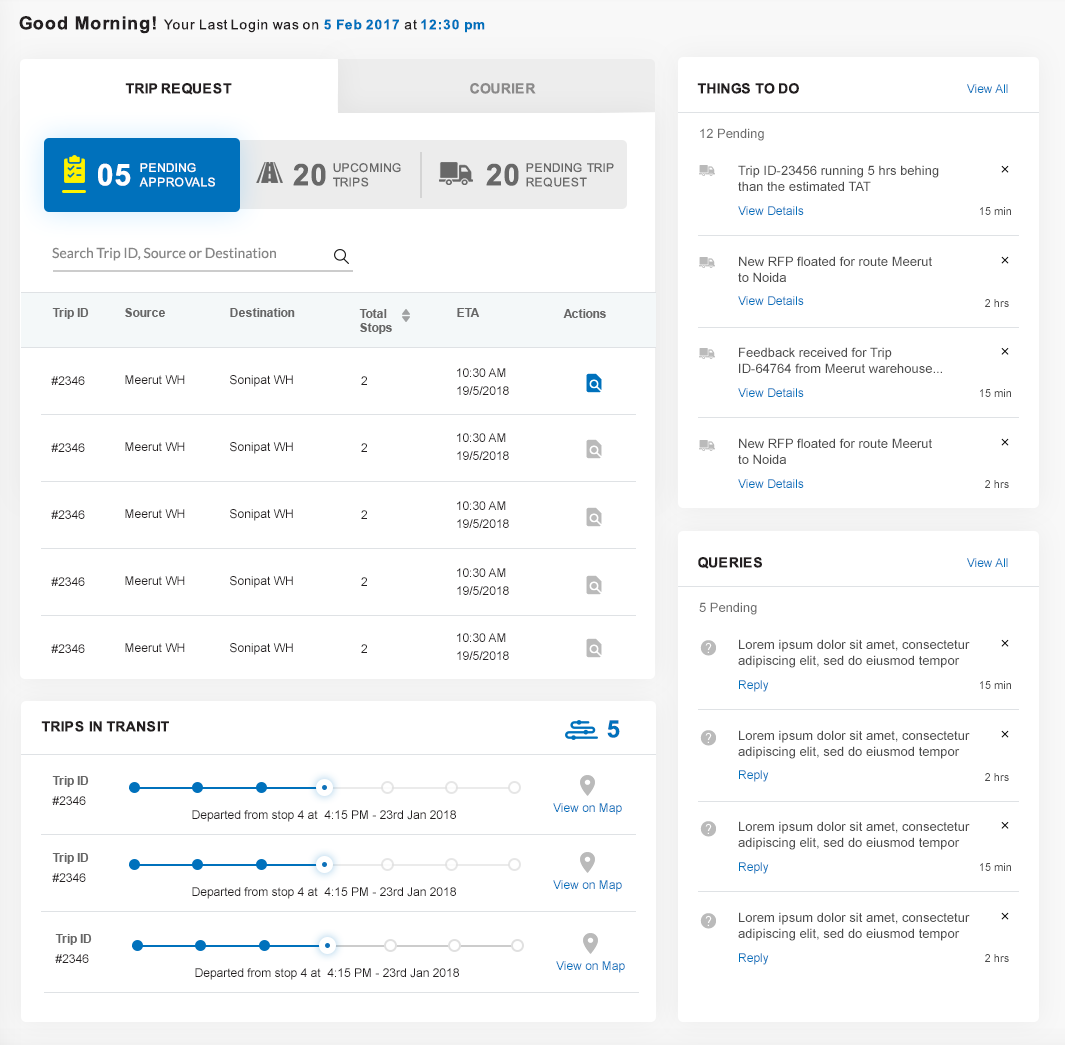 Good Morning! Your Last Login was on 5 Feb 2017 at 12:30 pm
TRIP REQUEST
COURIER
05 PENDING
APPROVALS
20 UPCOMING
TRIPS
20 PENDING TRIP
REQUEST
Search Trip ID, Source or Destination
Trip ID Source Destination Total
Stops ETA Actions
#2346 Meerut WH Sonipat WH 2 10:30 AM
19/5/2018
#2346 Meerut WH Sonipat WH 2 10:30 AM
19/5/2018
#2346 Meerut WH Sonipat WH 2 10:30 AM
19/5/2018
#2346 Meerut WH Sonipat WH 2 10:30 AM
19/5/2018
#2346 Meerut WH Sonipat WH 2 10:30 AM
19/5/2018
TRIPS IN TRANSIT 5
Trip ID
#2346
Departed from stop 4 at 4:15 PM - 23rd Jan 2018
View on Map
Trip ID
#2346
Departed from stop 4 at 4:15 PM - 23rd Jan 2018
View on Map
Trip ID
#2346
Departed from stop 4 at 4:15 PM - 23rd Jan 2018
View on Map
THINGS TO DO View All
12 Pending
Trip ID-23456 running 5 hrs behing
than the estimated TAT
View Details 15 min
New RFP floated for route Meerut
to Noida
View Details 2 hrs
Feedback received for Trip
ID-64764 from Meerut warehouse...
View Details 15 min
New RFP floated for route Meerut
to Noida
View Details 2 hrs
QUERIES View All
5 Pending
Lorem ipsum dolor sit amet, consectetur
adipiscing elit, sed do eiusmod tempor
Reply 15 min
Lorem ipsum dolor sit amet, consectetur
adipiscing elit, sed do eiusmod tempor
Reply 2 hrs
Lorem ipsum dolor sit amet, consectetur
adipiscing elit, sed do eiusmod tempor
Reply 15 min
Lorem ipsum dolor sit amet, consectetur
adipiscing elit, sed do eiusmod tempor
Reply 2 hrs